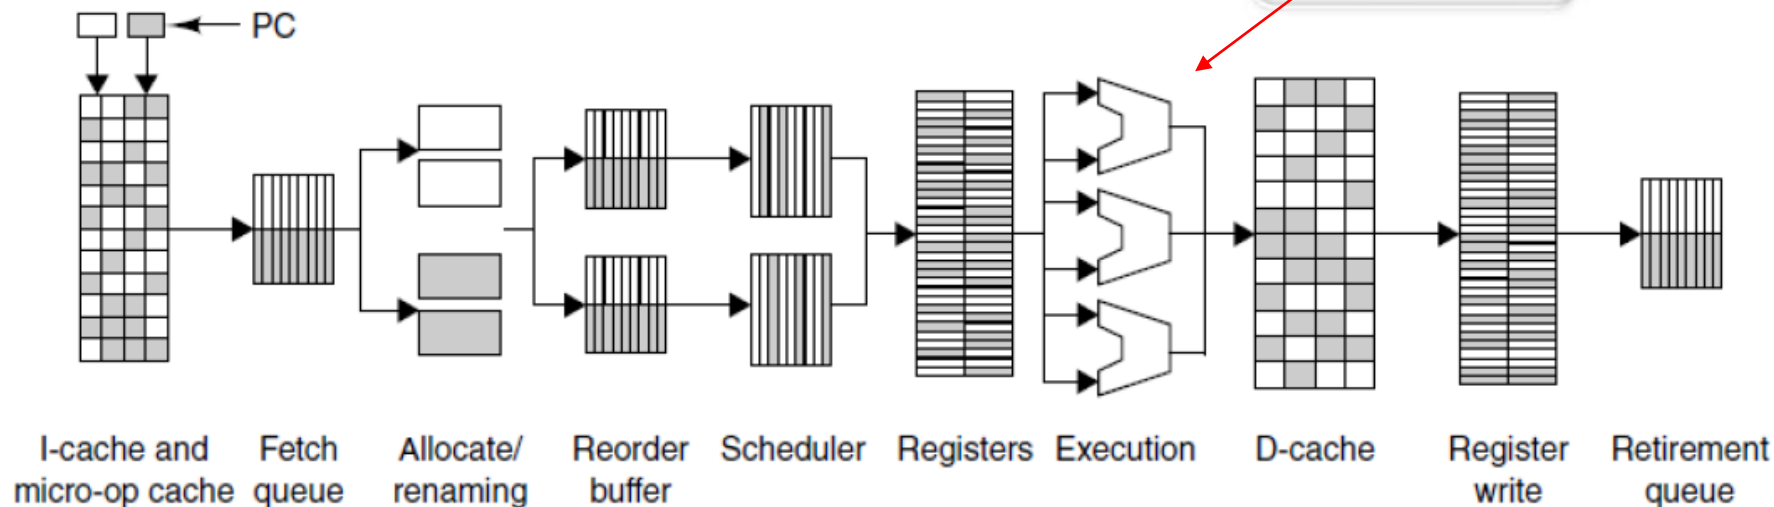 PC
I-cache and
micro-op cache
Fetch
queue
Allocate/
renaming
Reorder
buffer
Scheduler
Registers
Execution
D-cache
Register
write
Retirement
queue